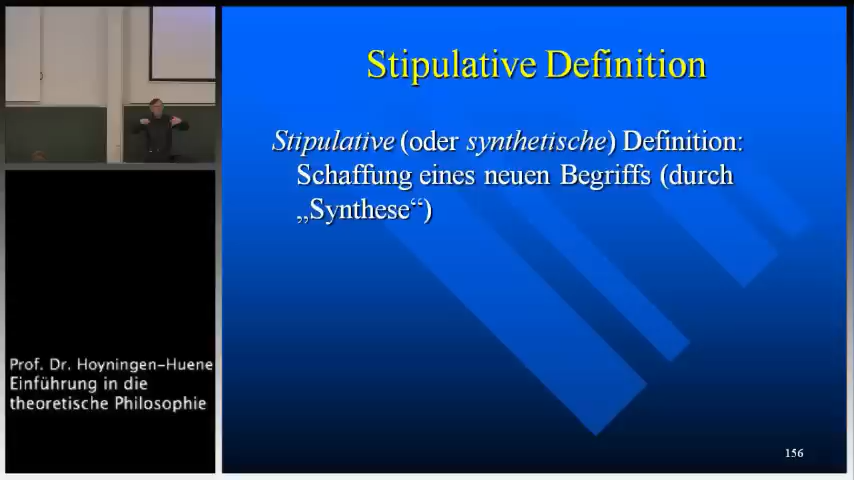 Stipulative Definition
Stipulative (oder synthetische) Definition:
Schaffung eines neuen Begriffs (durch
„Synthese“)
Prof. Dr. Hoyningen-Huene
Einführung in die
theoretische Philosophie
156